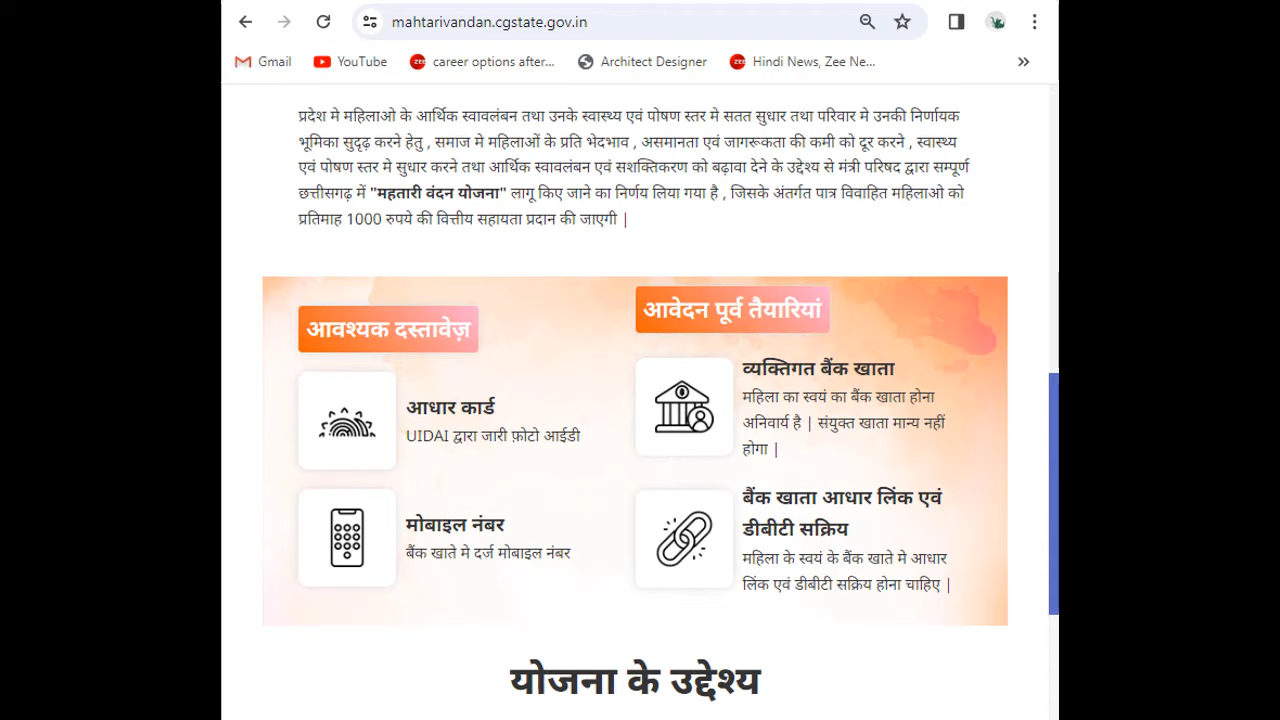 mahtarivandan.cgstate.gov.in
Gmail
YouTube
career options after...
Architect Designer
Hindi News, Zee Ne...
प्रदेश मे महिलाओ के आर्थिक स्वावलंबन तथा उनके स्वास्थ्य एवं पोषण स्तर मे सतत सुधार तथा परिवार मे उनकी निर्णायक
भूमिका सुदृढ़ करने हेतु , समाज मे महिलाओं के प्रति भेदभाव , असमानता एवं जागरूकता की कमी को दूर करने , स्वास्थ्य
एवं पोषण स्तर मे सुधार करने तथा आर्थिक स्वावलंबन एवं सशक्तिकरण को बढ़ावा देने के उद्देश्य से मंत्री परिषद द्वारा सम्पूर्ण
छत्तीसगढ़ में "महतारी वंदन योजना" लागू किए जाने का निर्णय लिया गया है , जिसके अंतर्गत पात्र विवाहित महिलाओ को
प्रतिमाह 1000 रुपये की वित्तीय सहायता प्रदान की जाएगी |
आवश्यक दस्तावेज़
आधार कार्ड
UIDAI द्वारा जारी फ़ोटो आईडी
मोबाइल नंबर
बैंक खाते मे दर्ज मोबाइल नंबर
आवेदन पूर्व तैयारियां
व्यक्तिगत बैंक खाता
महिला का स्वयं का बैंक खाता होना
अनिवार्य है | संयुक्त खाता मान्य नहीं
होगा |
बैंक खाता आधार लिंक एवं
डीबीटी सक्रिय
महिला के स्वयं के बैंक खाते मे आधार
लिंक एवं डीबीटी सक्रिय होना चाहिए |
योजना के उद्देश्य